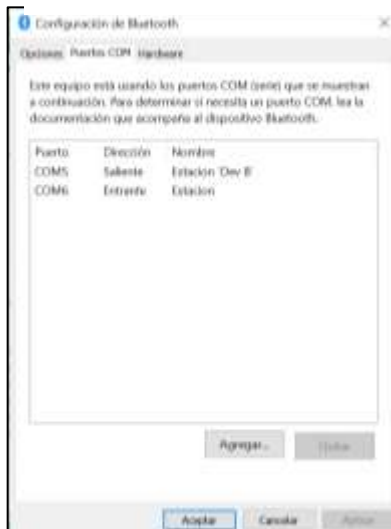 Configuración de Bluetooth
Opciones Puertos COM Hardware
Este equipo está usando los puertos COM (serie) que se muestran
a continuación. Para determinar si necesita un puerto COM, lea la
documentación que acompaña al dispositivo Bluetooth.
Puerto Dirección Nombre
COM5 Saliente Estacion 'Dev B'
COM6 Entrante Estacion
Agregar... Quitar
Aceptar Cancelar Aplicar